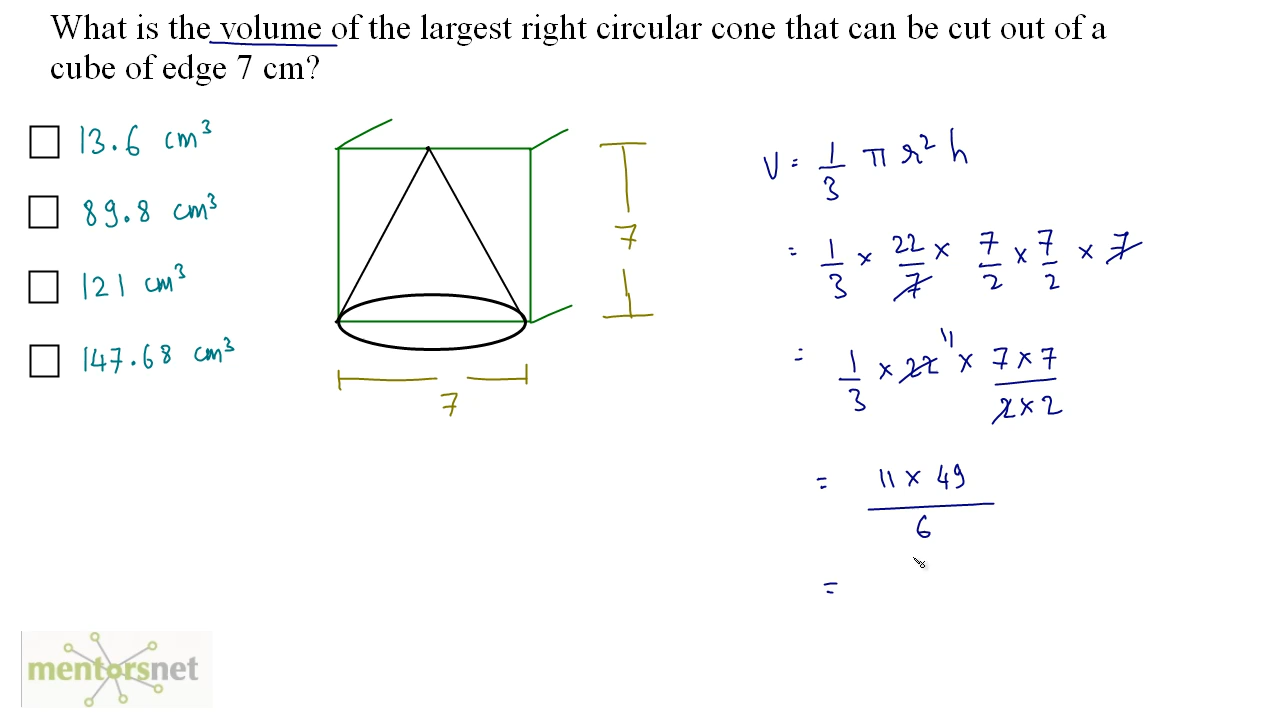 What is the volume of the largest right circular cone that can be cut out of a
cube of edge 7 cm?
13.6 cm³
89.8 cm³
121 cm³
147.68 cm³
7
7
V = 1/3 π r² h
= 1/3 × 22/7 × 7/2 × 7/2 × 7
= 1/3 × 22 11 × 7 × 7 / 2 × 2
= 11 × 49 / 6
=
mentorsnet